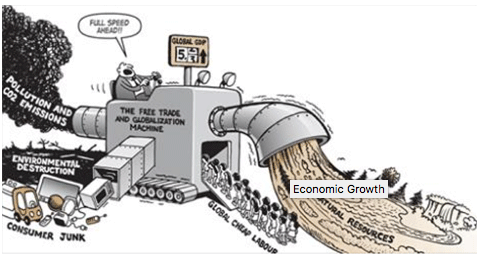 FULL SPEED
AHEAD!!
GLOBAL GDP
POLLUTION AND
CO2 EMISSIONS
THE FREE TRADE
AND GLOBALIZATION
MACHINE
ENVIRONMENTAL
DESTRUCTION
CONSUMER JUNK
GLOBAL CHEAP LABOUR
Economic Growth
NATURAL RESOURCES